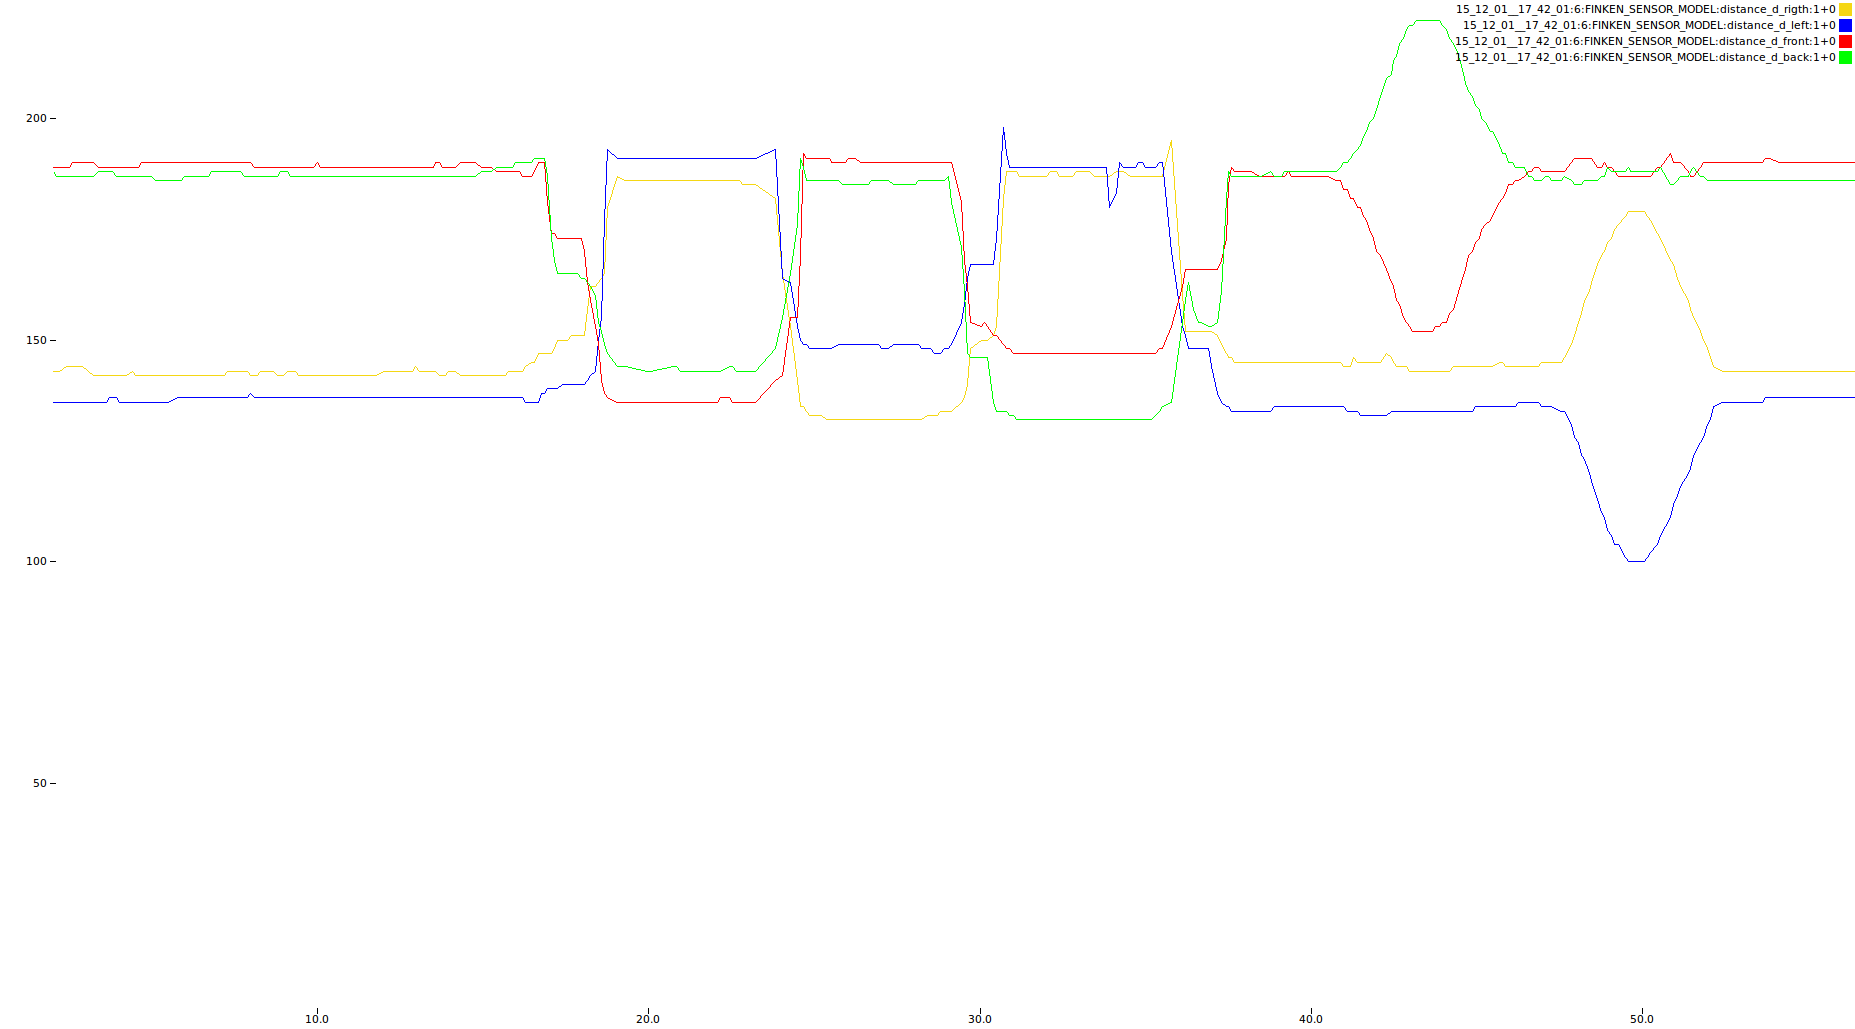 15_12_01__17_42_01:6:FINKEN_SENSOR_MODEL:distance_d_rigth:1+0
15_12_01__17_42_01:6:FINKEN_SENSOR_MODEL:distance_d_left:1+0
15_12_01__17_42_01:6:FINKEN_SENSOR_MODEL:distance_d_front:1+0
15_12_01__17_42_01:6:FINKEN_SENSOR_MODEL:distance_d_back:1+0
200
150
100
50
10.0 20.0 30.0 40.0 50.0